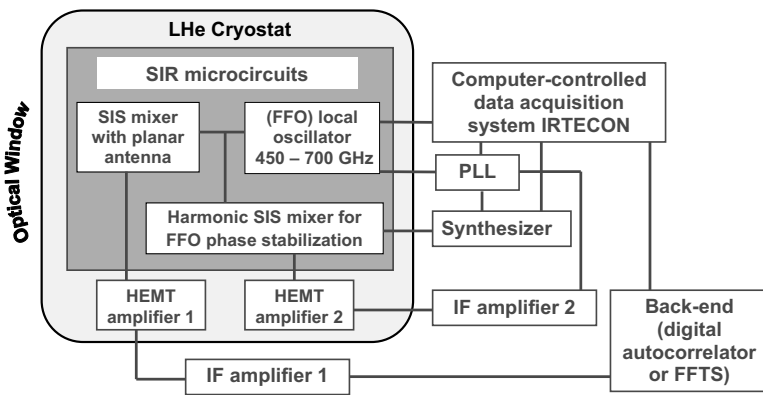 LHe Cryostat
SIR microcircuits
Optical Window
SIS mixer
with planar
antenna
(FFO) local
oscillator
450 – 700 GHz
Computer-controlled
data acquisition
system IRTECON
PLL
Harmonic SIS mixer for
FFO phase stabilization
Synthesizer
HEMT
amplifier 1
HEMT
amplifier 2
IF amplifier 2
Back-end
(digital
autocorrelator
or FFTS)
IF amplifier 1